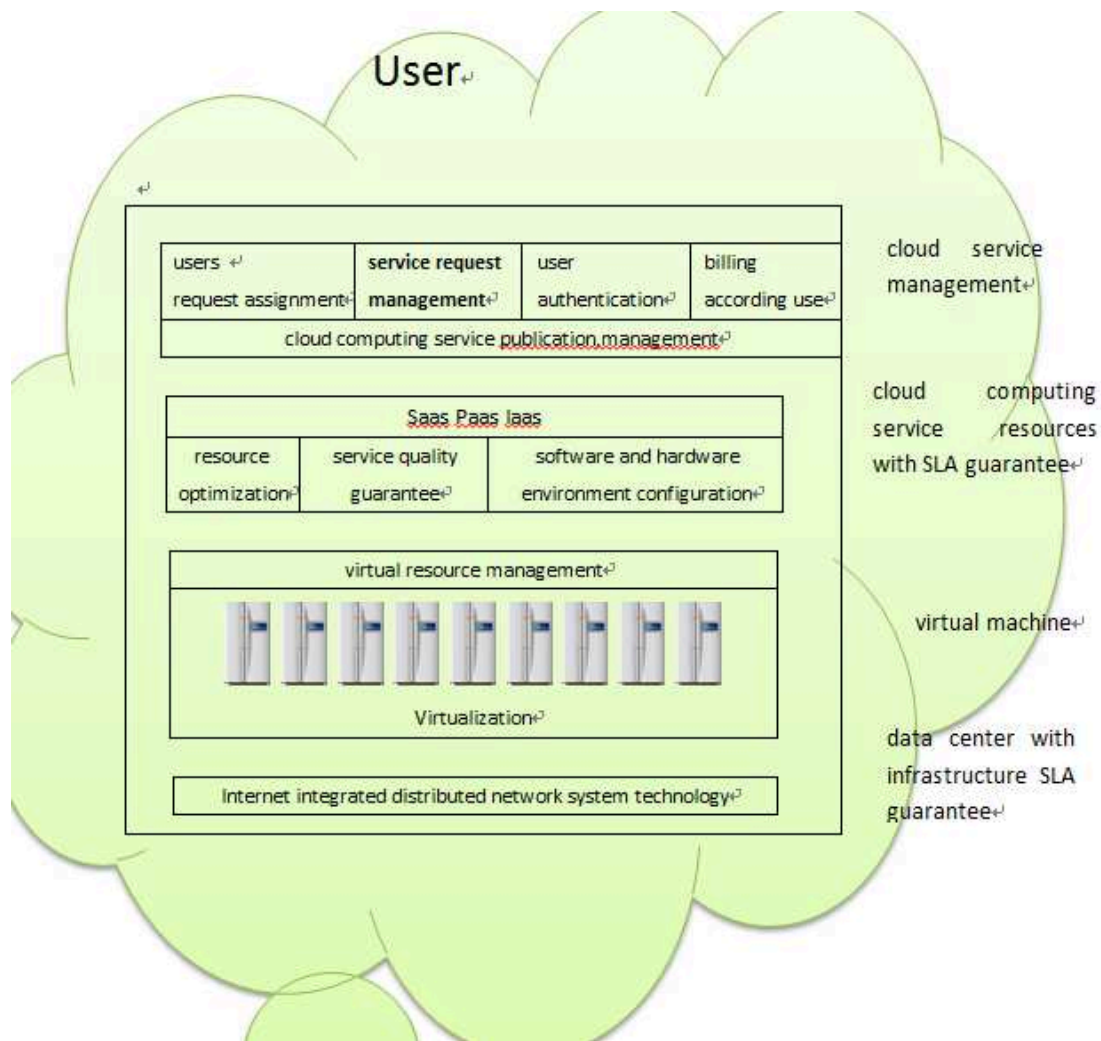 User
users
request assignment
service request
management
user
authentication
billing
according use
cloud computing service publication,management
cloud service
management
Saas Paas Iaas
resource
optimization
service quality
guarantee
software and hardware
environment configuration
cloud computing
service resources
with SLA guarantee
virtual resource management
Virtualization
virtual machine
Internet integrated distributed network system technology
data center with
infrastructure SLA
guarantee